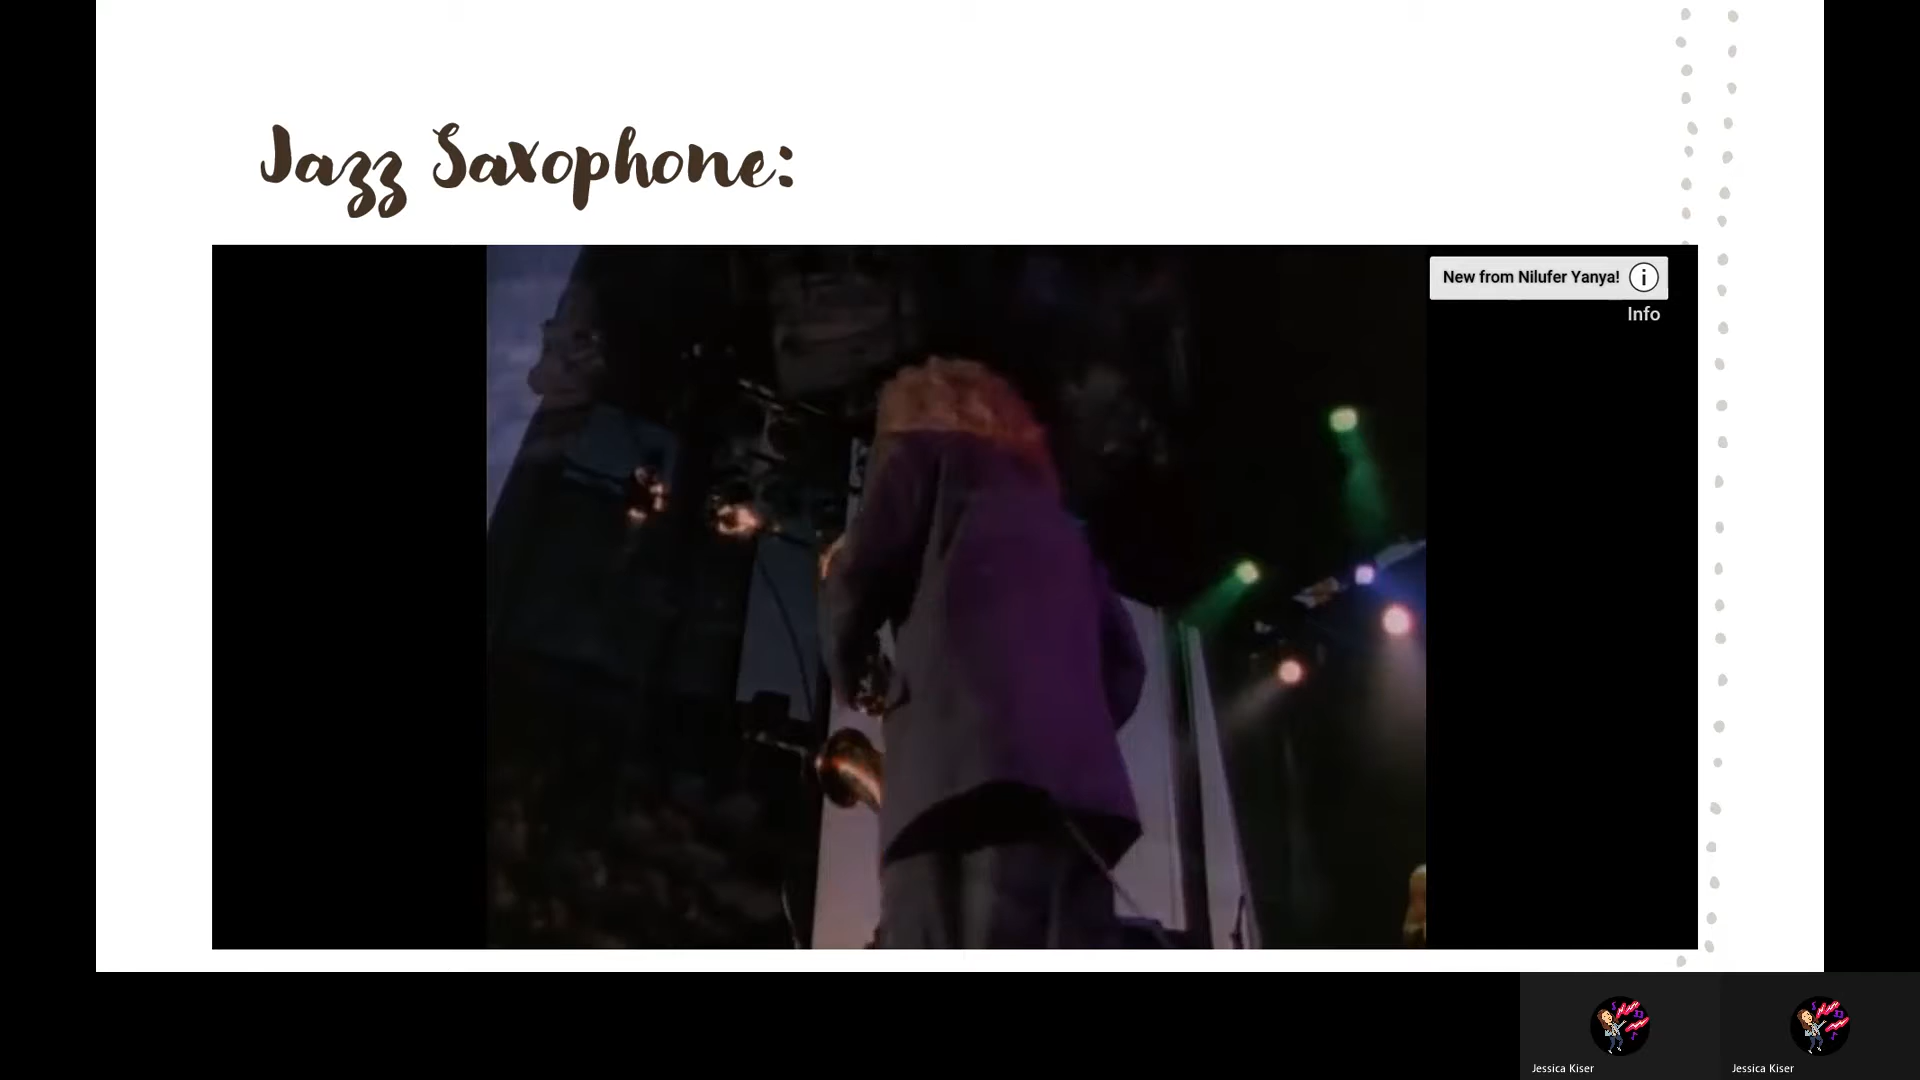 Jazz Saxophone:
New from Nilufer Yanya!
Info
Jessica Kiser
Jessica Kiser